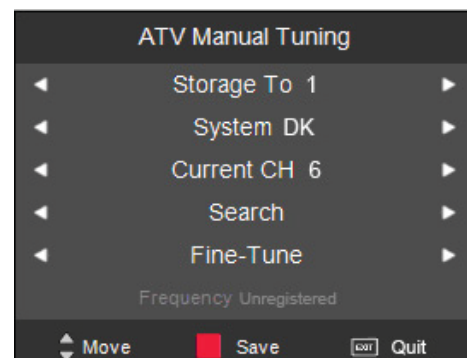 ATV Manual Tuning
Storage To 1
System DK
Current CH 6
Search
Fine-Tune
Frequency Unregistered
Move Save EXIT Quit